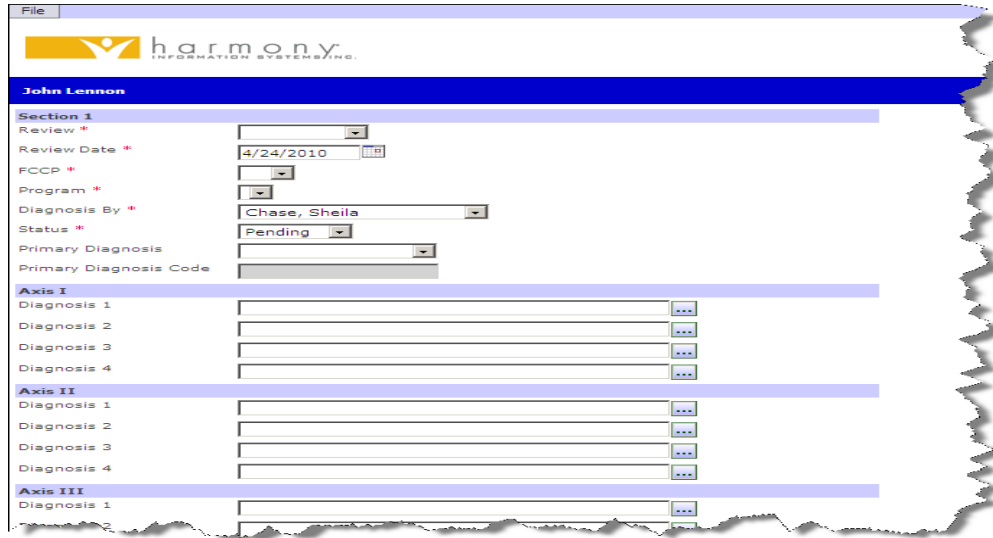 File
harmony
INFORMATION SYSTEMS, INC.
John Lennon
Section 1
Review *
Review Date * 4/24/2010
FCCP *
Program *
Diagnosis By * Chase, Sheila
Status * Pending
Primary Diagnosis
Primary Diagnosis Code
Axis I
Diagnosis 1 ...
Diagnosis 2 ...
Diagnosis 3 ...
Diagnosis 4 ...
Axis II
Diagnosis 1 ...
Diagnosis 2 ...
Diagnosis 3 ...
Diagnosis 4 ...
Axis III
Diagnosis 1 ...
2